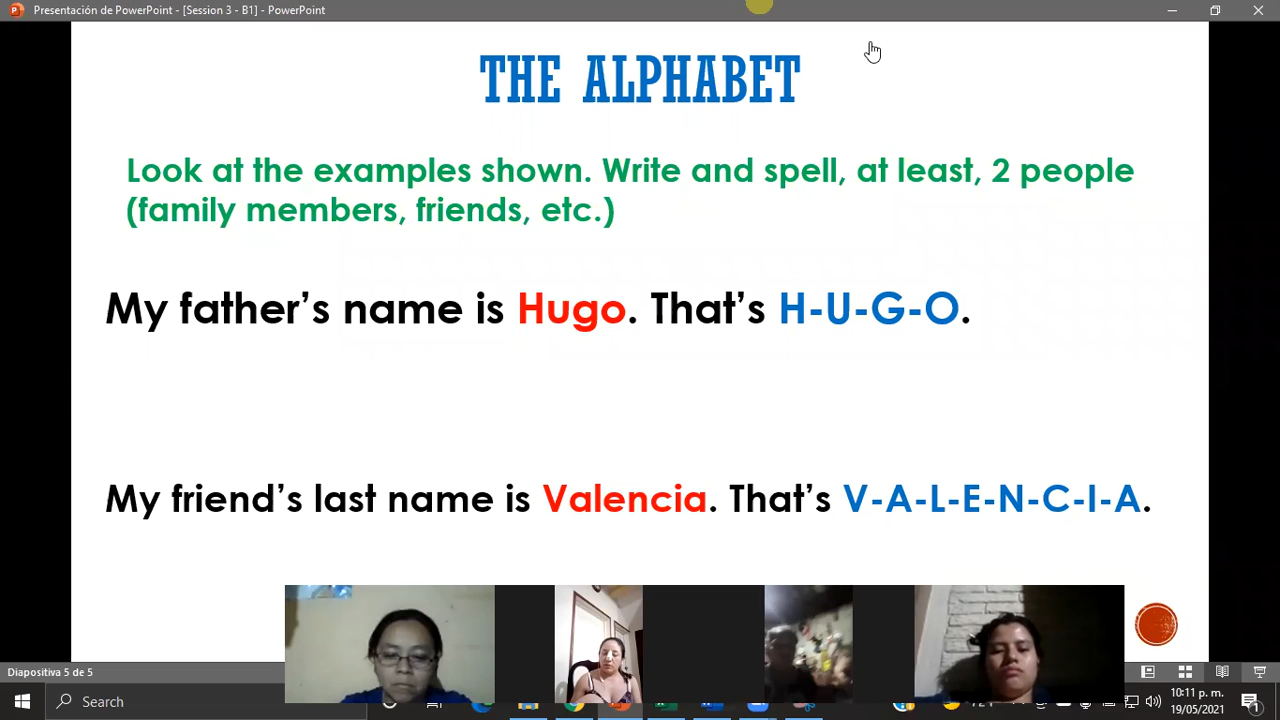 Presentación de PowerPoint - [Session 3 - B1] - PowerPoint
THE ALPHABET
Look at the examples shown. Write and spell, at least, 2 people
(family members, friends, etc.)
My father's name is Hugo. That's H-U-G-O.
My friend's last name is Valencia. That's V-A-L-E-N-C-I-A.
Diapositiva 5 de 5
Search
10:11 p. m.
19/05/2021